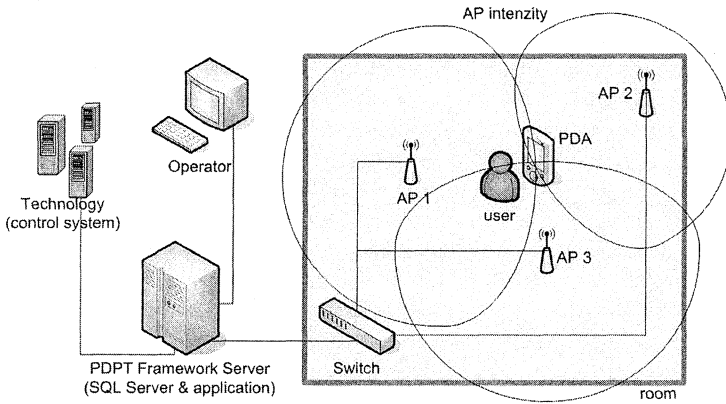 AP intenzity
AP 2
PDA
Operator
AP 1
user
Technology
(control system)
AP 3
PDPT Framework Server
(SQL Server & application)
Switch
room